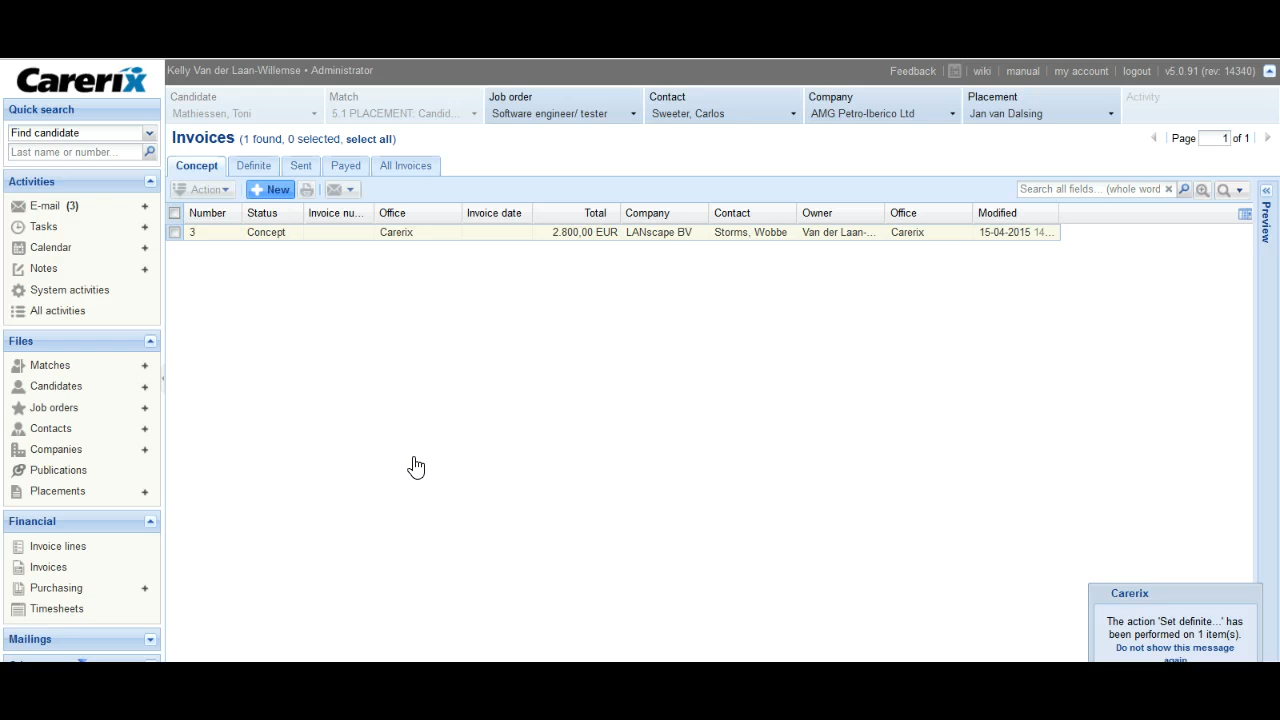 Carerix
Kelly Van der Laan-Willemse • Administrator
Feedback
wiki
manual
my account
logout
v5.0.91 (rev: 14340)
Quick search
Find candidate
Last name or number...
Candidate
Mathiessen, Toni
Match
5.1 PLACEMENT: Candid...
Job order
Software engineer/ tester
Contact
Sweeter, Carlos
Company
AMG Petro-Iberico Ltd
Placement
Jan van Dalsing
Activity
Invoices (1 found, 0 selected, select all)
Page 1 of 1
Concept
Definite
Sent
Payed
All Invoices
Action
New
Search all fields... (whole word
Number Status Invoice nu... Office Invoice date Total Company Contact Owner Office Modified
3 Concept Carerix 2.800,00 EUR LANscape BV Storms, Wobbe Van der Laan-... Carerix 15-04-2015 14...
Preview
Activities
E-mail (3)
Tasks
Calendar
Notes
System activities
All activities
Files
Matches
Candidates
Job orders
Contacts
Companies
Publications
Placements
Financial
Invoice lines
Invoices
Purchasing
Timesheets
Mailings
Carerix
The action 'Set definite...' has
been performed on 1 item(s).
Do not show this message
again